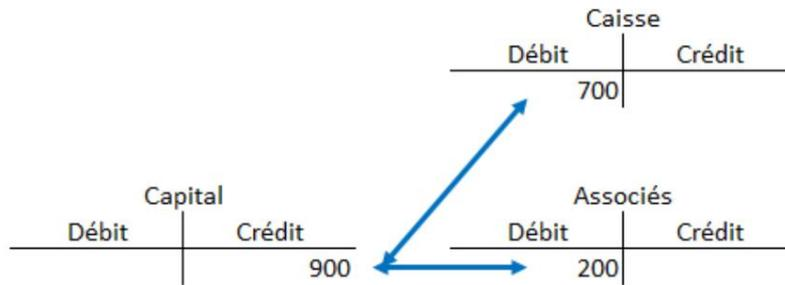 Caisse
Débit Crédit
700
Capital
Débit Crédit
900
Associés
Débit Crédit
200